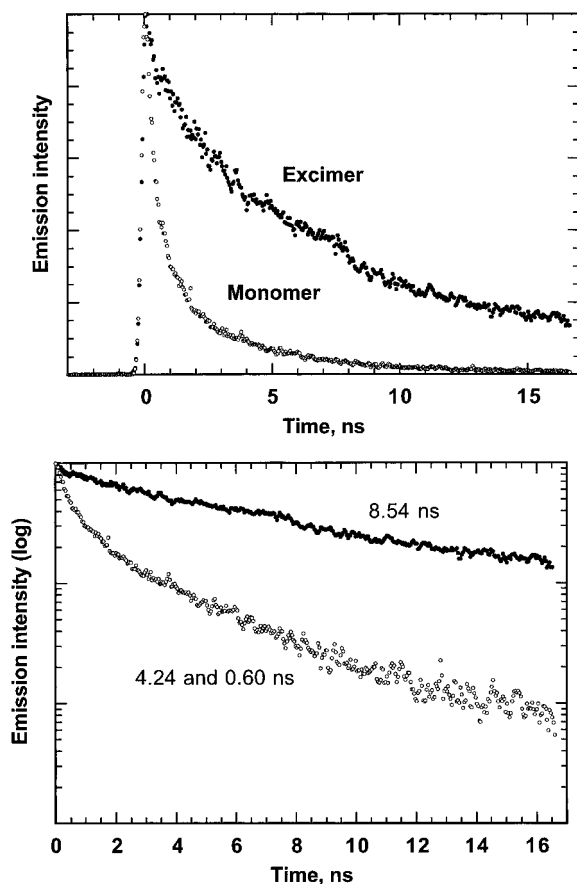 Emission intensity
Excimer
Monomer
0 5 10 15
Time, ns
Emission intensity (log)
8.54 ns
4.24 and 0.60 ns
0 2 4 6 8 10 12 14 16
Time, ns